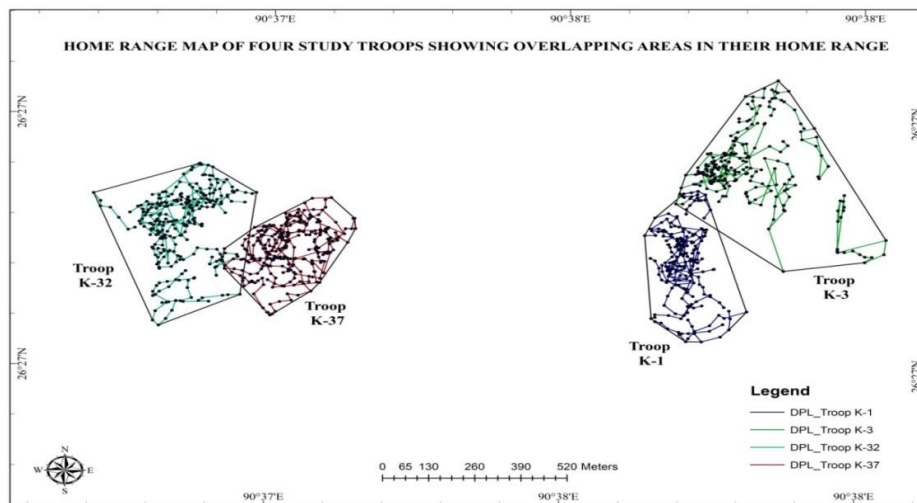 90°37'E 90°38'E 90°38'E
HOME RANGE MAP OF FOUR STUDY TROOPS SHOWING OVERLAPPING AREAS IN THEIR HOME RANGE
26°27'N 26°27'N
Troop
K-32
Troop
K-37
Troop
K-3
Troop
K-1
26°27'N 26°27'N
Legend
DPL_Troop K-1
DPL_Troop K-3
DPL_Troop K-32
DPL_Troop K-37
N
W E
S
0 65 130 260 390 520 Meters
90°37'E 90°38'E 90°38'E